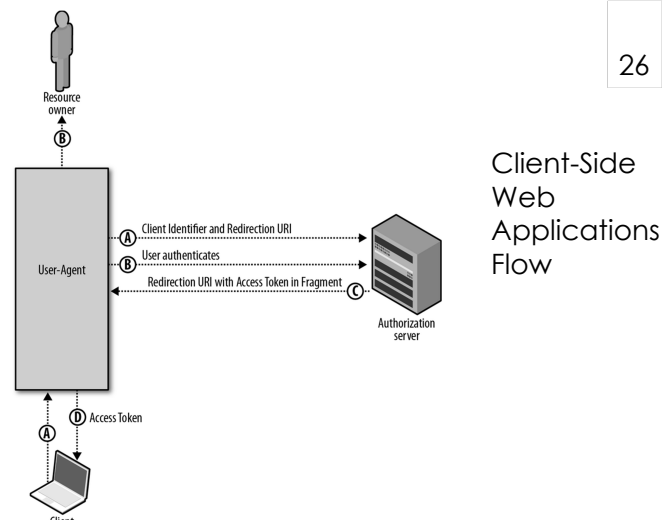 26
Client-Side
Web
Applications
Flow
Resource
owner
B
A Client Identifier and Redirection URI
B User authenticates
Redirection URI with Access Token in Fragment C
User-Agent
Authorization
server
A
D Access Token
Client